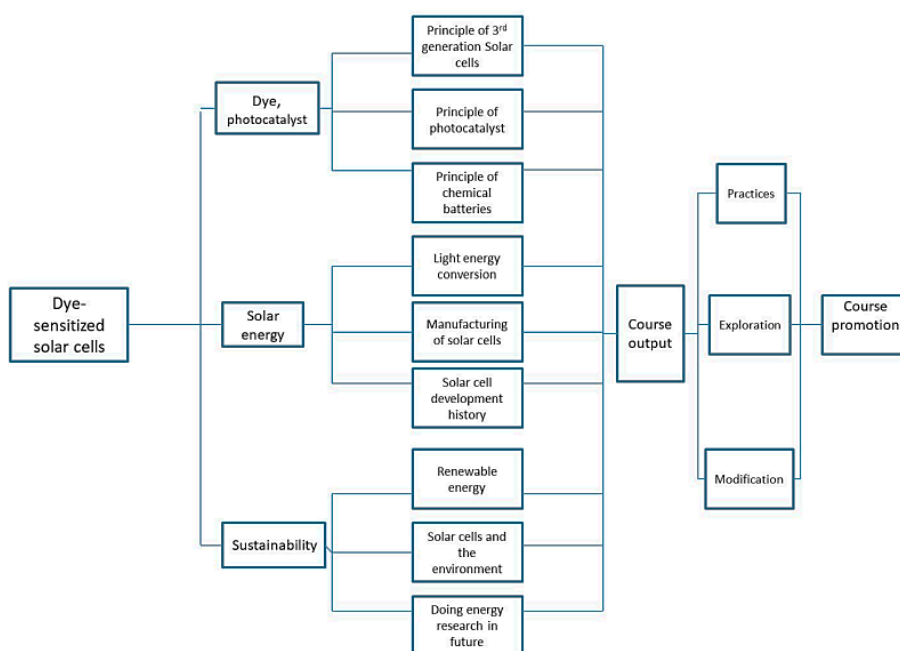 Dye-
sensitized
solar cells
Dye,
photocatalyst
Solar
energy
Sustainability
Principle of 3rd
generation Solar
cells
Principle of
photocatalyst
Principle of
chemical
batteries
Light energy
conversion
Manufacturing
of solar cells
Solar cell
development
history
Renewable
energy
Solar cells and
the
environment
Doing energy
research in
future
Course
output
Practices
Exploration
Modification
Course
promotion